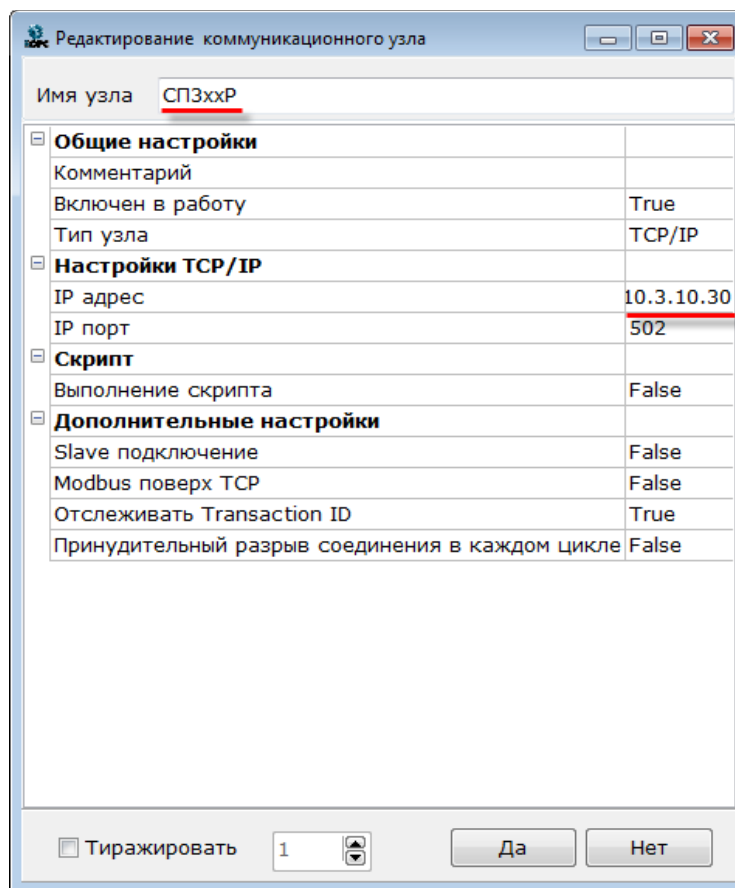 Редактирование коммуникационного узла
Имя узла СП3ххР
Общие настройки
Комментарий
Включен в работу True
Тип узла TCP/IP
Настройки TCP/IP
IP адрес 10.3.10.30
IP порт 502
Скрипт
Выполнение скрипта False
Дополнительные настройки
Slave подключение False
Modbus поверх TCP False
Отслеживать Transaction ID True
Принудительный разрыв соединения в каждом цикле False
Тиражировать 1 Да Нет